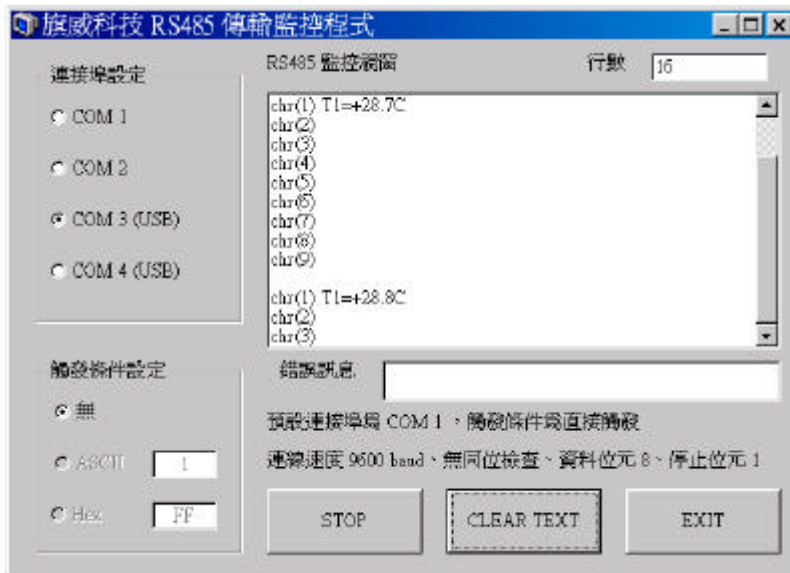 旗威科技 RS485 傳輸監控程式
連接埠設定
COM 1
COM 2
COM 3 (USB)
COM 4 (USB)
觸發條件設定
無
ASCII 1
Hex FF
RS485 監控視窗 行數 16
chr(1) T1=+28.7C
chr(2)
chr(3)
chr(4)
chr(5)
chr(6)
chr(7)
chr(8)
chr(9)
chr(1) T1=+28.8C
chr(2)
chr(3)
錯誤訊息
預設連接埠為 COM 1 ，觸發條件為直接觸發
連線速度 9600 baud、無同位檢查、資料位元 8、停止位元 1
STOP CLEAR TEXT EXIT